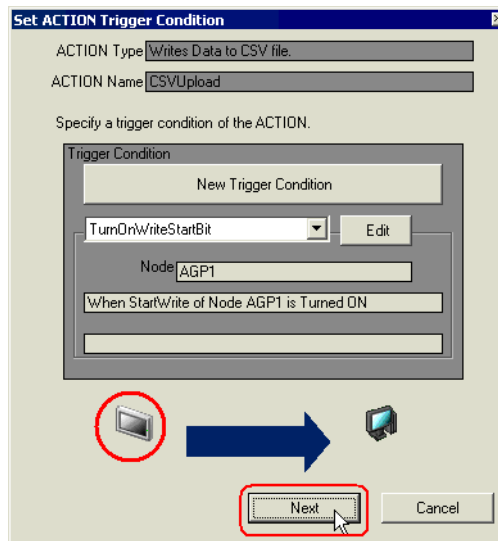 Set ACTION Trigger Condition
ACTION Type Writes Data to CSV file.
ACTION Name CSVUpload
Specify a trigger condition of the ACTION.
Trigger Condition
New Trigger Condition
TurnOnWriteStartBit Edit
Node AGP1
When StartWrite of Node AGP1 is Turned ON
Next Cancel